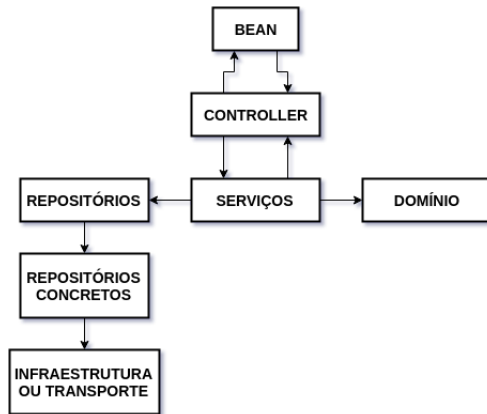 BEAN
CONTROLLER
REPOSITÓRIOS
SERVIÇOS
DOMÍNIO
REPOSITÓRIOS
CONCRETOS
INFRAESTRUTURA
OU TRANSPORTE